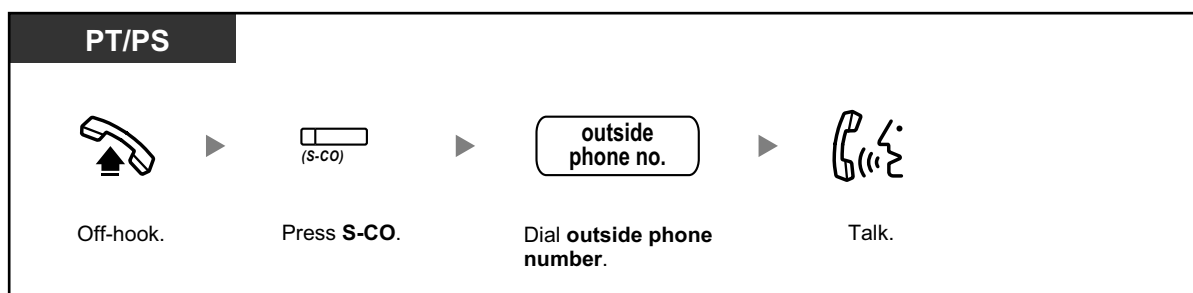 PT/PS
(S-CO)
outside
phone no.
Off-hook.
Press S-CO.
Dial outside phone
number.
Talk.